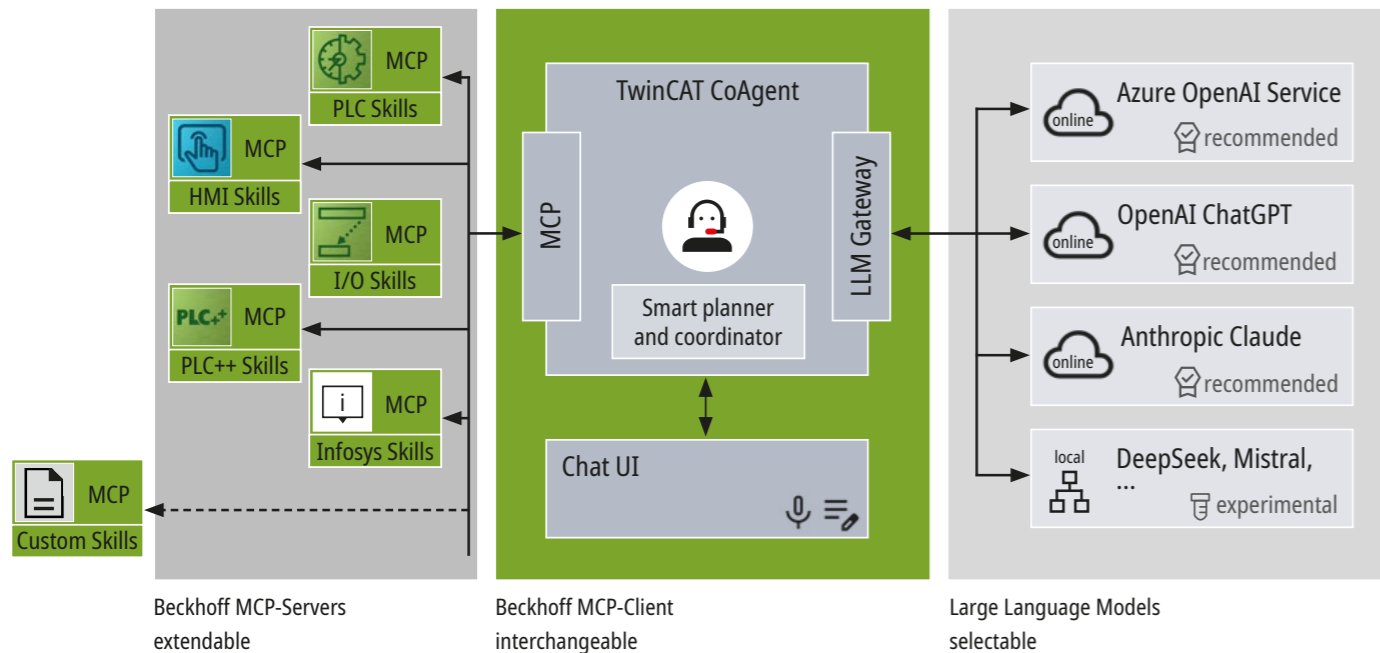 MCP
PLC Skills
MCP
HMI Skills
MCP
I/O Skills
PLC++
MCP
PLC++ Skills
i
MCP
Infosys Skills
MCP
Custom Skills
Beckhoff MCP-Servers
extendable
TwinCAT CoAgent
MCP
LLM Gateway
Smart planner
and coordinator
Chat UI
Beckhoff MCP-Client
interchangeable
online
Azure OpenAI Service
recommended
online
OpenAI ChatGPT
recommended
online
Anthropic Claude
recommended
local
DeepSeek, Mistral,
...
experimental
Large Language Models
selectable